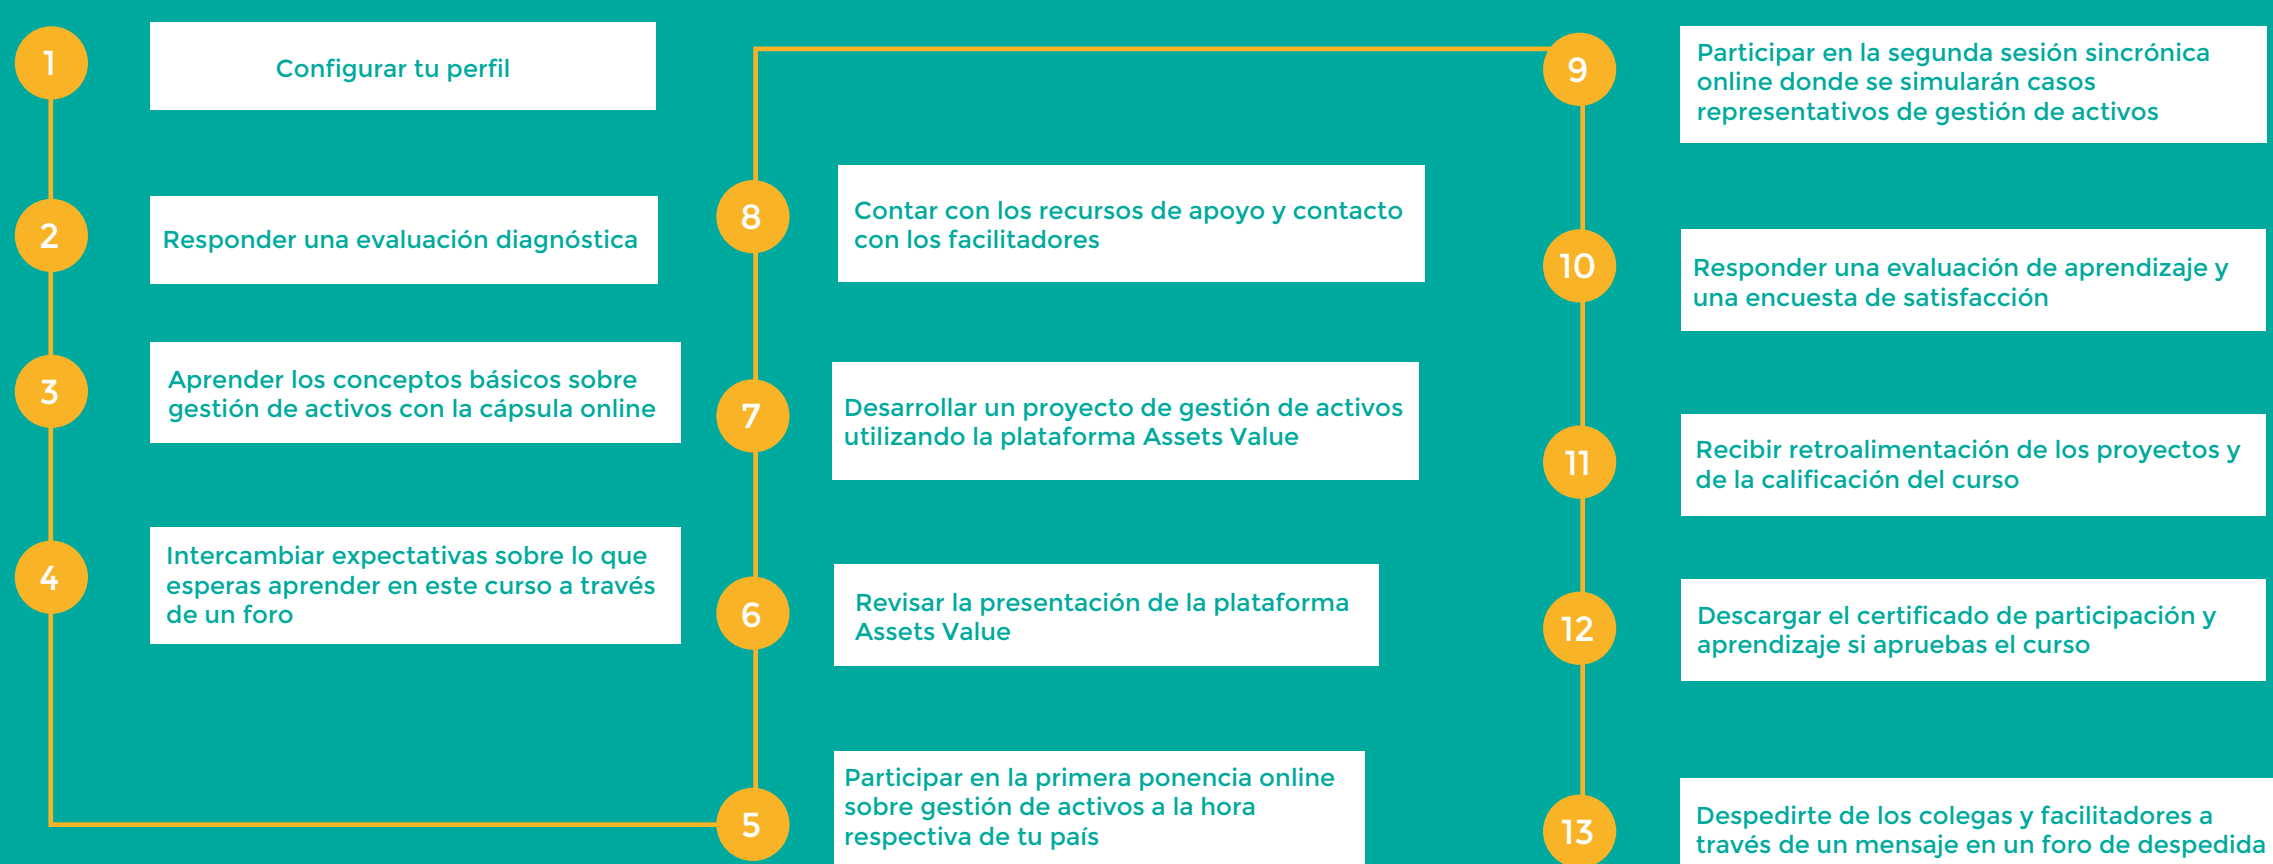 1
Configurar tu perfil
2
Responder una evaluación diagnóstica
3
Aprender los conceptos básicos sobre
gestión de activos con la cápsula online
4
Intercambiar expectativas sobre lo que
esperas aprender en este curso a través
de un foro
5
Participar en la primera ponencia online
sobre gestión de activos a la hora
respectiva de tu país
6
Revisar la presentación de la plataforma
Assets Value
7
Desarrollar un proyecto de gestión de activos
utilizando la plataforma Assets Value
8
Contar con los recursos de apoyo y contacto
con los facilitadores
9
Participar en la segunda sesión sincrónica
online donde se simularán casos
representativos de gestión de activos
10
Responder una evaluación de aprendizaje y
una encuesta de satisfacción
11
Recibir retroalimentación de los proyectos y
de la calificación del curso
12
Descargar el certificado de participación y
aprendizaje si apruebas el curso
13
Despedirte de los colegas y facilitadores a
través de un mensaje en un foro de despedida